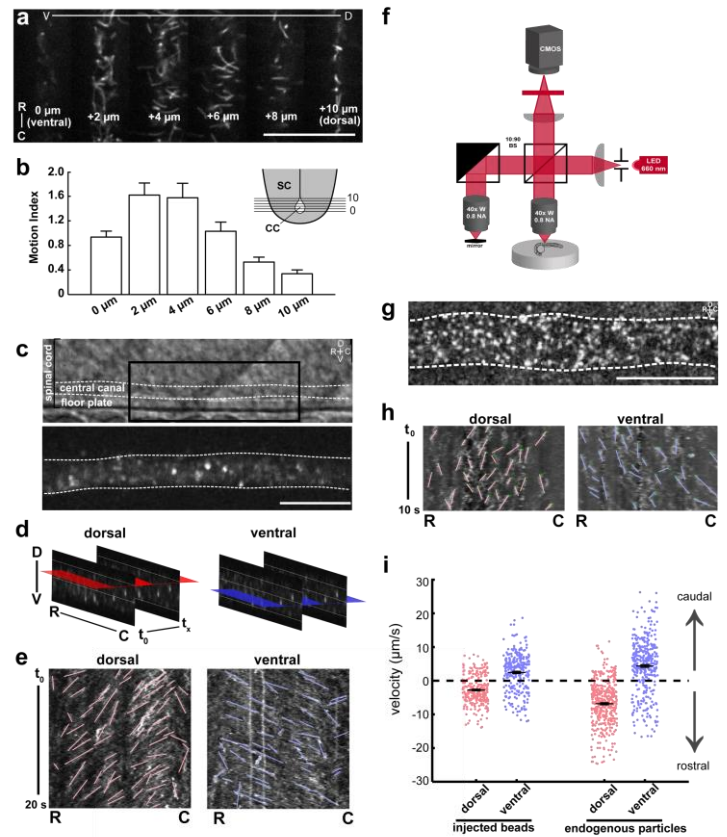 a
V
D
0 µm
(ventral)
+2 µm
+4 µm
+6 µm
+8 µm
+10 µm
(dorsal)
R
C
b
Motion Index
2.0
1.6
1.2
0.8
0.4
0
0 µm
2 µm
4 µm
6 µm
8 µm
10 µm
SC
CC
10
0
c
spinal cord
central canal
floor plate
D
R
C
V
d
dorsal
ventral
D
V
R
C
t0
tx
e
dorsal
ventral
t0
20 s
R
C
R
C
f
CMOS
10:90
BS
LED
660 nm
40x W
0.8 NA
40x W
0.8 NA
mirror
g
D
R
C
V
h
dorsal
ventral
t0
10 s
R
C
R
C
i
velocity (µm/s)
30
20
10
0
-10
-20
-30
caudal
rostral
dorsal
ventral
dorsal
ventral
injected beads
endogenous particles